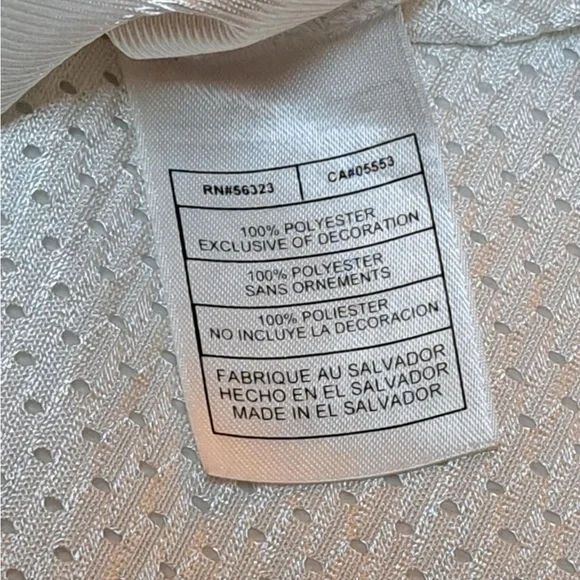 RN#56323 CA#05553
100% POLYESTER
EXCLUSIVE OF DECORATION
100% POLYESTER
SANS ORNEMENTS
100% POLIESTER
NO INCLUYE LA DECORACION
FABRIQUE AU SALVADOR
HECHO EN EL SALVADOR
MADE IN EL SALVADOR